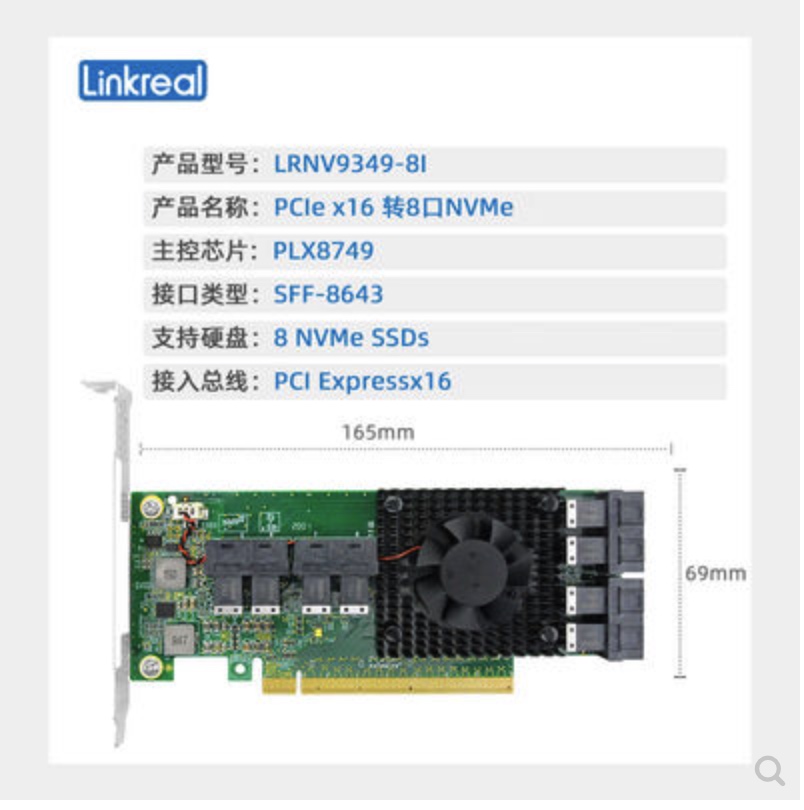 Linkreal
产品型号：LRNV9349-8I
产品名称：PCIe x16 转8口NVMe
主控芯片：PLX8749
接口类型：SFF-8643
支持硬盘：8 NVMe SSDs
接入总线：PCI Expressx16
165mm
69mm